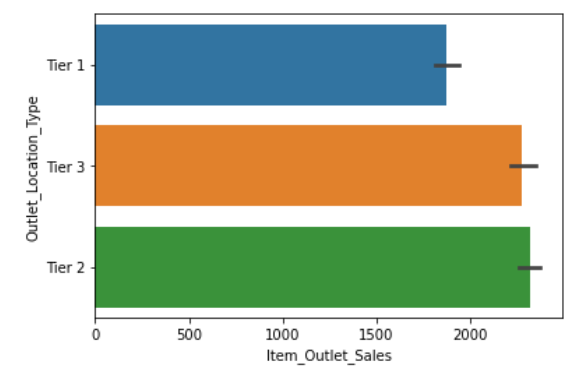 Outlet_Location_Type
Tier 1
Tier 3
Tier 2
0 500 1000 1500 2000
Item_Outlet_Sales